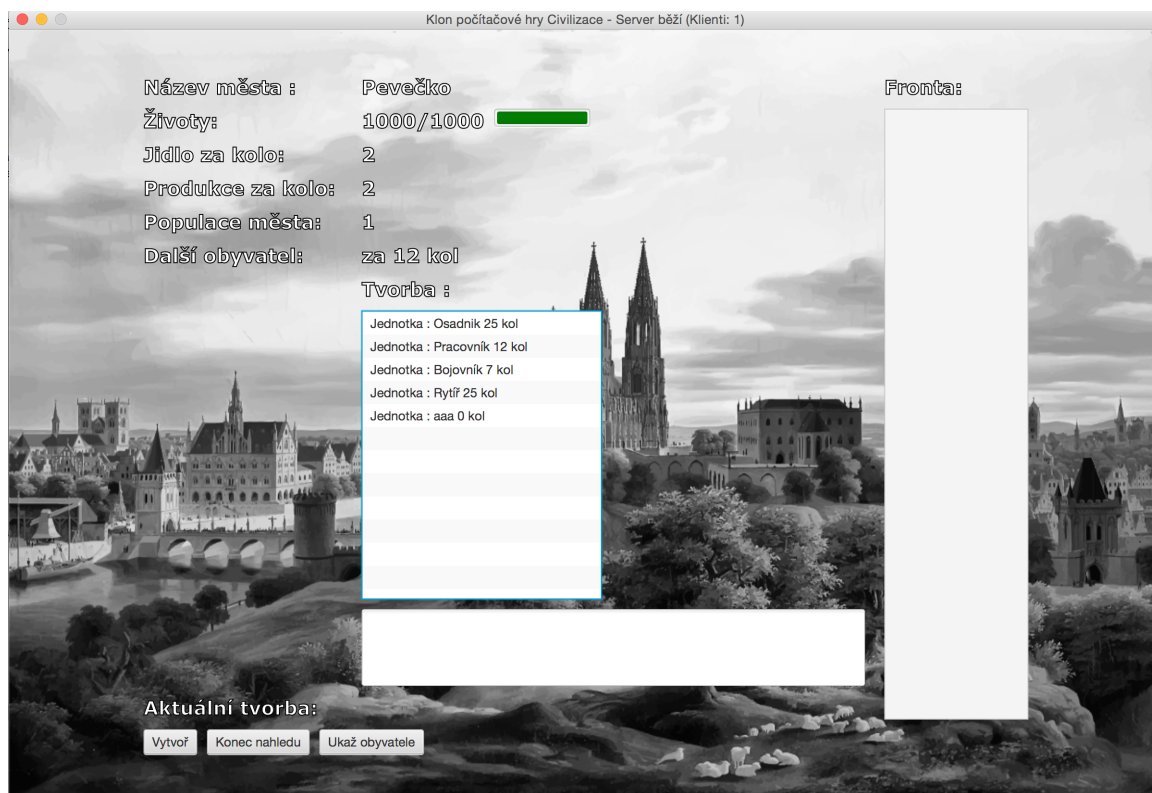 Klon počítačové hry Civilizace - Server běží (Klienti: 1)
Název města : Pevečko
Fronta:
Životy: 1000/1000
Jidlo za kolo: 2
Produkce za kolo: 2
Populace města: 1
Další obyvatel: za 12 kol
Tvorba :
Jednotka : Osadnik 25 kol
Jednotka : Pracovník 12 kol
Jednotka : Bojovník 7 kol
Jednotka : Rytíř 25 kol
Jednotka : aaa 0 kol
Aktuální tvorba:
Vytvoř Konec nahledu Ukaž obyvatele